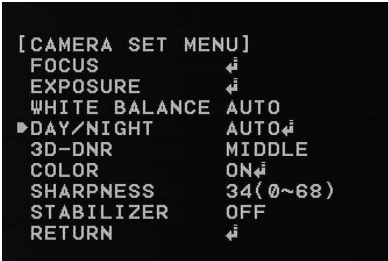 [CAMERA SET MENU]
FOCUS ↲
EXPOSURE ↲
WHITE BALANCE AUTO
▶DAY/NIGHT AUTO↲
3D-DNR MIDDLE
COLOR ON↲
SHARPNESS 34(0~68)
STABILIZER OFF
RETURN ↲